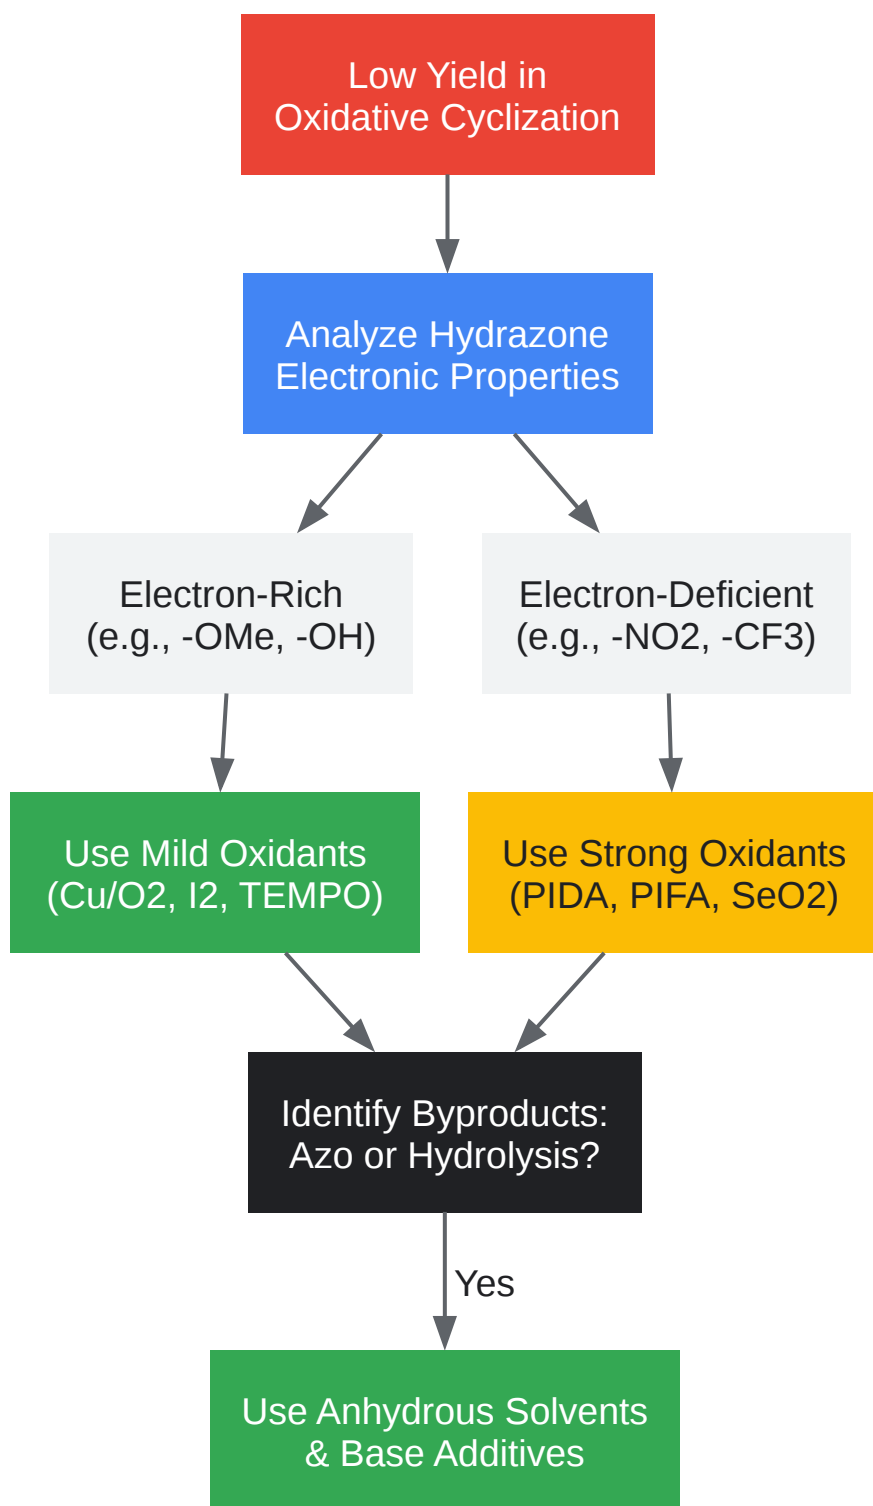 Low Yield in
Oxidative Cyclization
Analyze Hydrazone
Electronic Properties
Electron-Rich
(e.g., -OMe, -OH)
Electron-Deficient
(e.g., -NO2, -CF3)
Use Mild Oxidants
(Cu/O2, I2, TEMPO)
Use Strong Oxidants
(PIDA, PIFA, SeO2)
Identify Byproducts:
Azo or Hydrolysis?
Yes
Use Anhydrous Solvents
& Base Additives